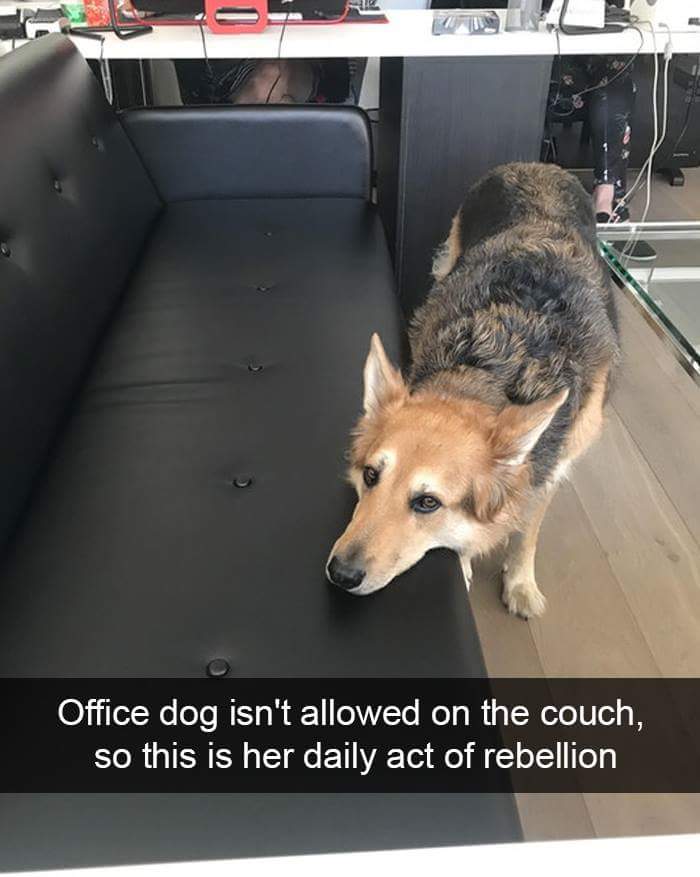 Office dog isn't allowed on the couch,
so this is her daily act of rebellion